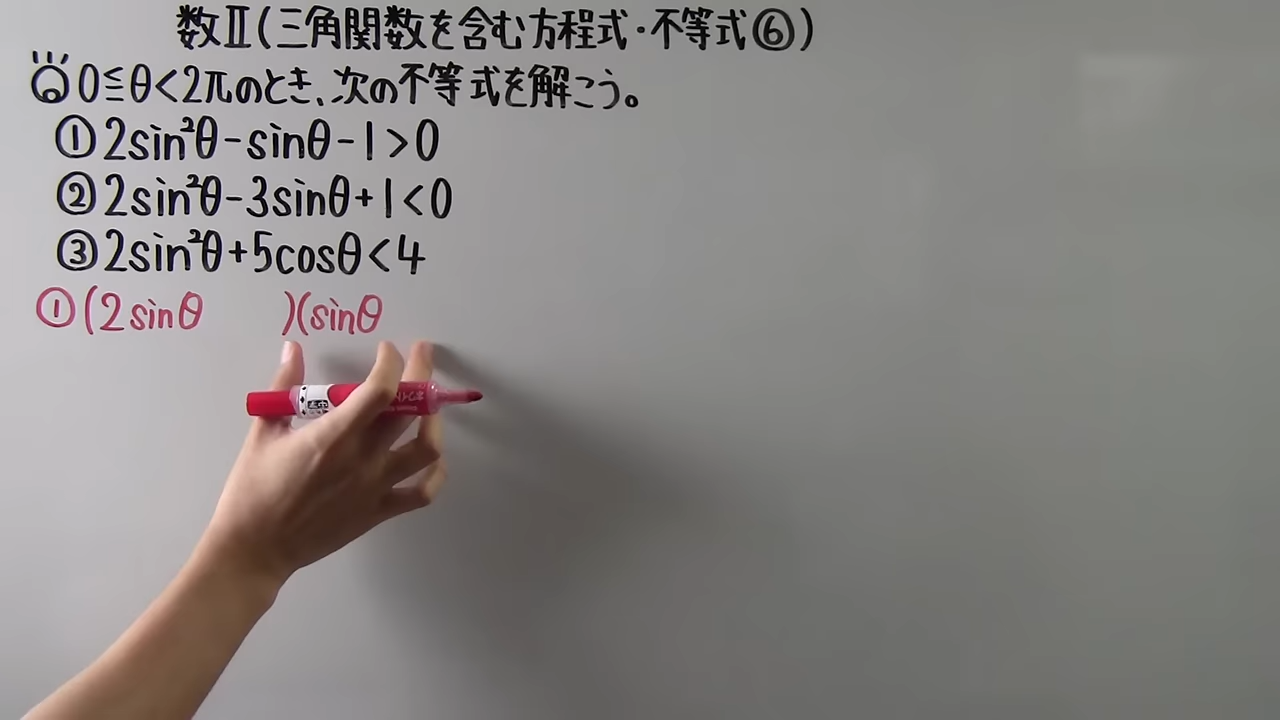 数Ⅱ(三角関数を含む方程式・不等式⑥)
0≦θ<2πのとき、次の不等式を解こう。
①2sin²θ-sinθ-1>0
②2sin²θ-3sinθ+1<0
③2sin²θ+5cosθ<4
①(2sinθ )(sinθ